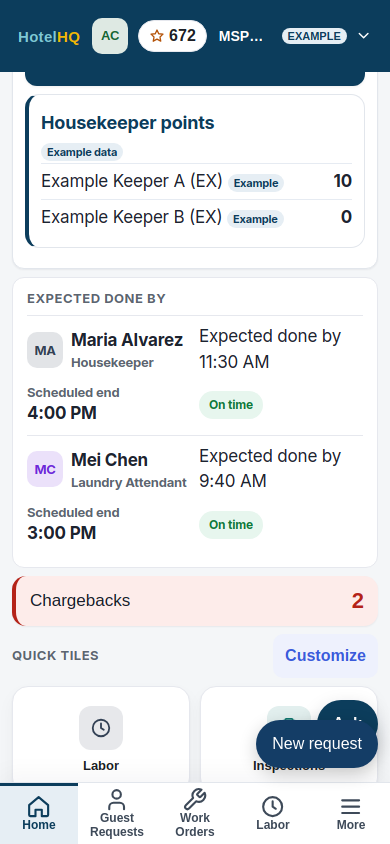 HotelHQ AC 672 MSP… EXAMPLE
Housekeeper points
Example data
Example Keeper A (EX) Example 10
Example Keeper B (EX) Example 0
EXPECTED DONE BY
MA Maria Alvarez
Housekeeper
Expected done by
11:30 AM
Scheduled end
4:00 PM
On time
MC Mei Chen
Laundry Attendant
Expected done by
9:40 AM
Scheduled end
3:00 PM
On time
Chargebacks 2
QUICK TILES
Customize
New request
Labor
Inspections
Home
Guest
Requests
Work
Orders
Labor
More